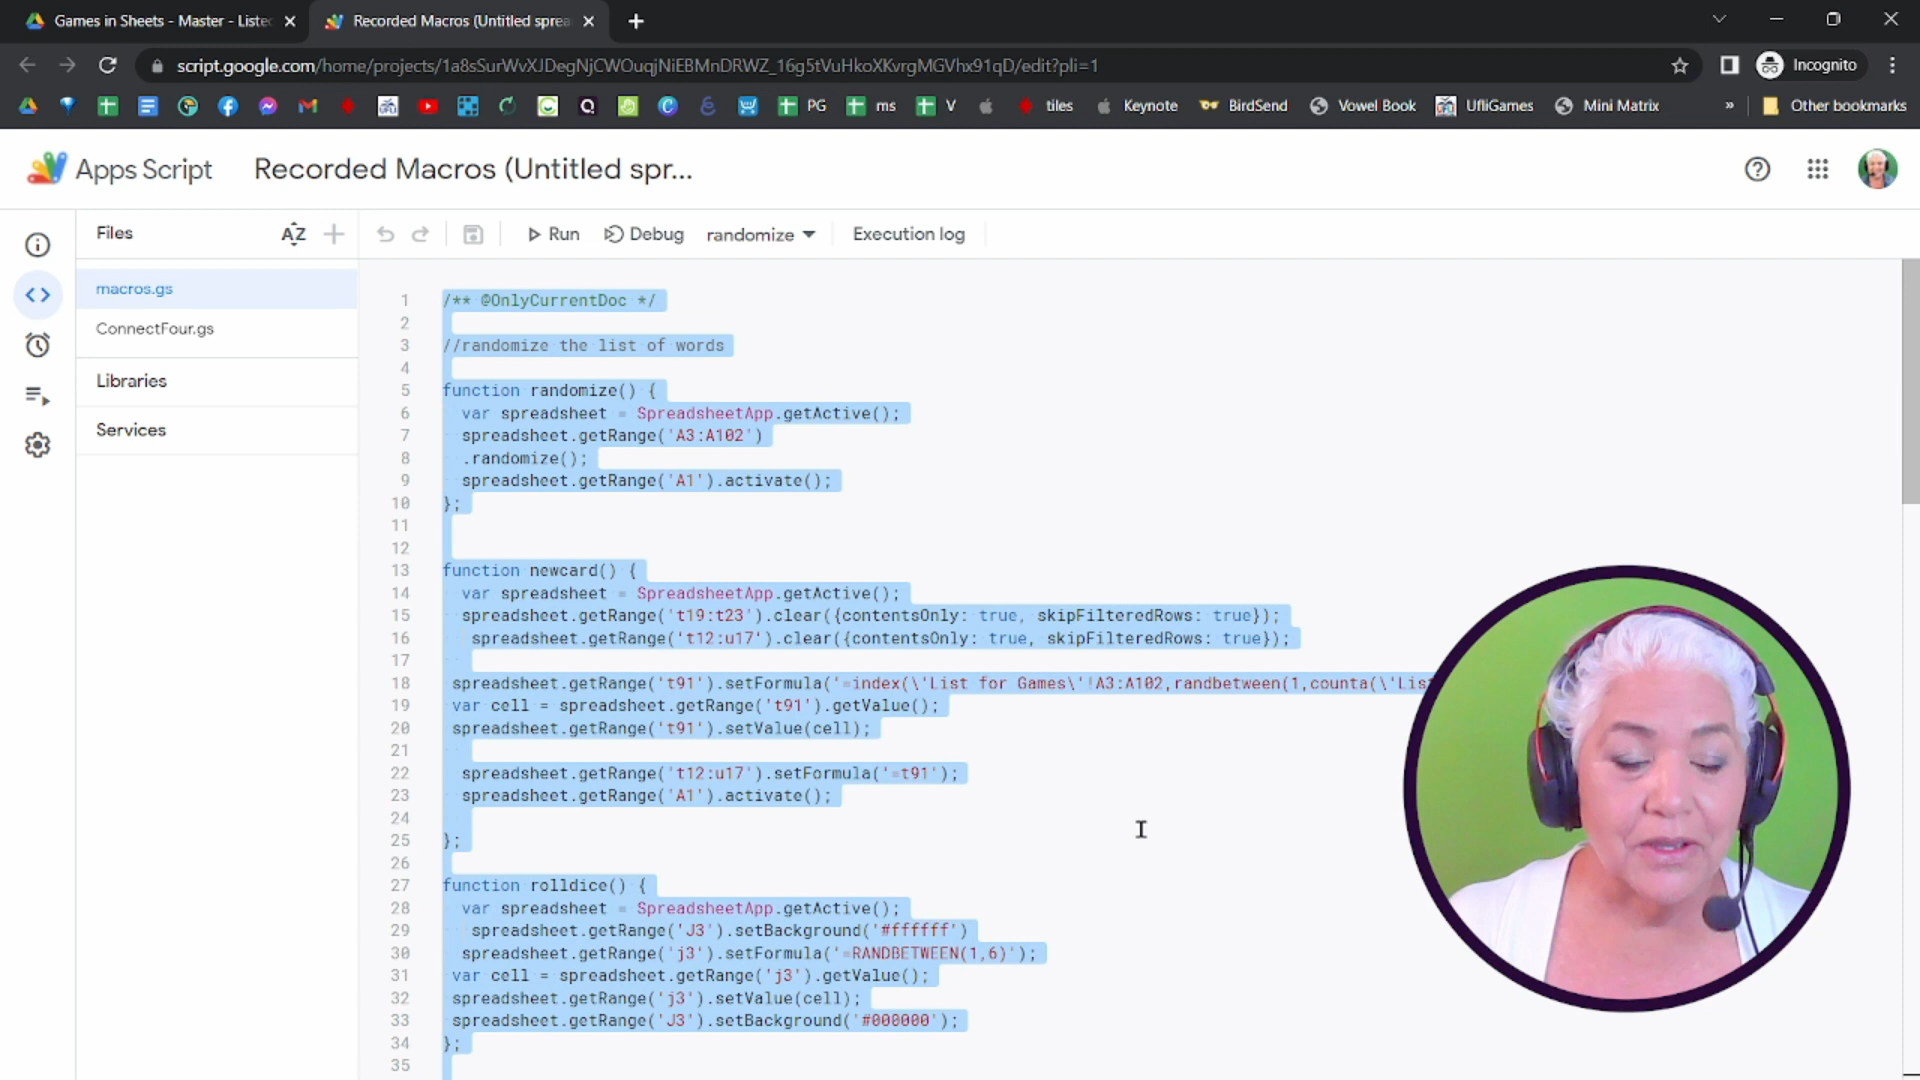 Games in Sheets - Master - Listed
Recorded Macros (Untitled sprea
script.google.com/home/projects/1a8sSurWvXJDegNjCWOuqjNiEBMnDRWZ_16g5tVuHkoXKvrgMGVhx91qD/edit?pli=1
Incognito
PG
ms
V
tiles
Keynote
BirdSend
Vowel Book
UfliGames
Mini Matrix
»
Other bookmarks
Apps Script
Recorded Macros (Untitled spr...
Files
AZ
Run
Debug
randomize
Execution log
macros.gs
ConnectFour.gs
Libraries
Services
1 /** @OnlyCurrentDoc */
2
3 //randomize the list of words
4
5 function randomize() {
6 var spreadsheet = SpreadsheetApp.getActive();
7 spreadsheet.getRange('A3:A102')
8 .randomize();
9 spreadsheet.getRange('A1').activate();
10 };
11
12
13 function newcard() {
14 var spreadsheet = SpreadsheetApp.getActive();
15 spreadsheet.getRange('t19:t23').clear({contentsOnly: true, skipFilteredRows: true});
16 spreadsheet.getRange('t12:u17').clear({contentsOnly: true, skipFilteredRows: true});
17
18 spreadsheet.getRange('t91').setFormula('=index(\'List for Games\'!A3:A102,randbetween(1,counta(\'Lis
19 var cell = spreadsheet.getRange('t91').getValue();
20 spreadsheet.getRange('t91').setValue(cell);
21
22 spreadsheet.getRange('t12:u17').setFormula('=t91');
23 spreadsheet.getRange('A1').activate();
24
25 };
26
27 function rolldice() {
28 var spreadsheet = SpreadsheetApp.getActive();
29 spreadsheet.getRange('J3').setBackground('#ffffff')
30 spreadsheet.getRange('j3').setFormula('=RANDBETWEEN(1,6)');
31 var cell = spreadsheet.getRange('j3').getValue();
32 spreadsheet.getRange('j3').setValue(cell);
33 spreadsheet.getRange('J3').setBackground('#000000');
34 };
35